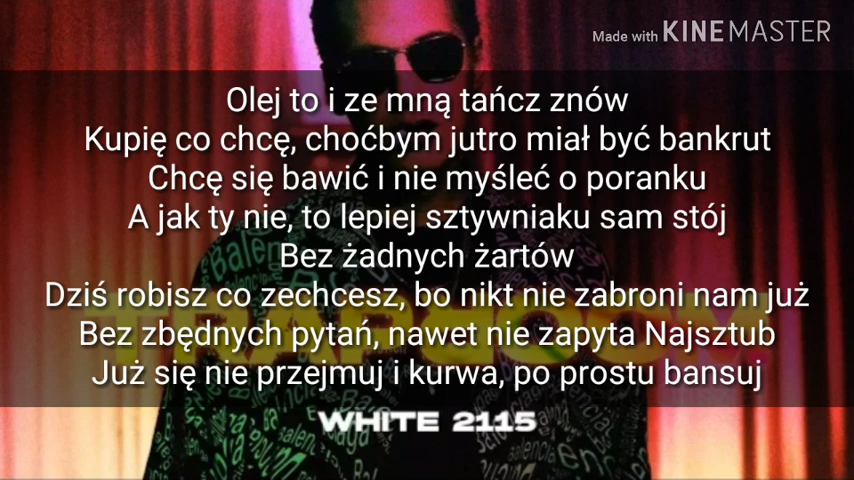 Made with KINEMASTER
Olej to i ze mną tańcz znów
Kupię co chcę, choćbym jutro miał być bankrut
Chcę się bawić i nie myśleć o poranku
A jak ty nie, to lepiej sztywniaku sam stój
Bez żadnych żartów
Dziś robisz co zechcesz, bo nikt nie zabroni nam już
Bez zbędnych pytań, nawet nie zapyta Najsztub
Już się nie przejmuj i kurwa, po prostu bansuj
WHITE 2115